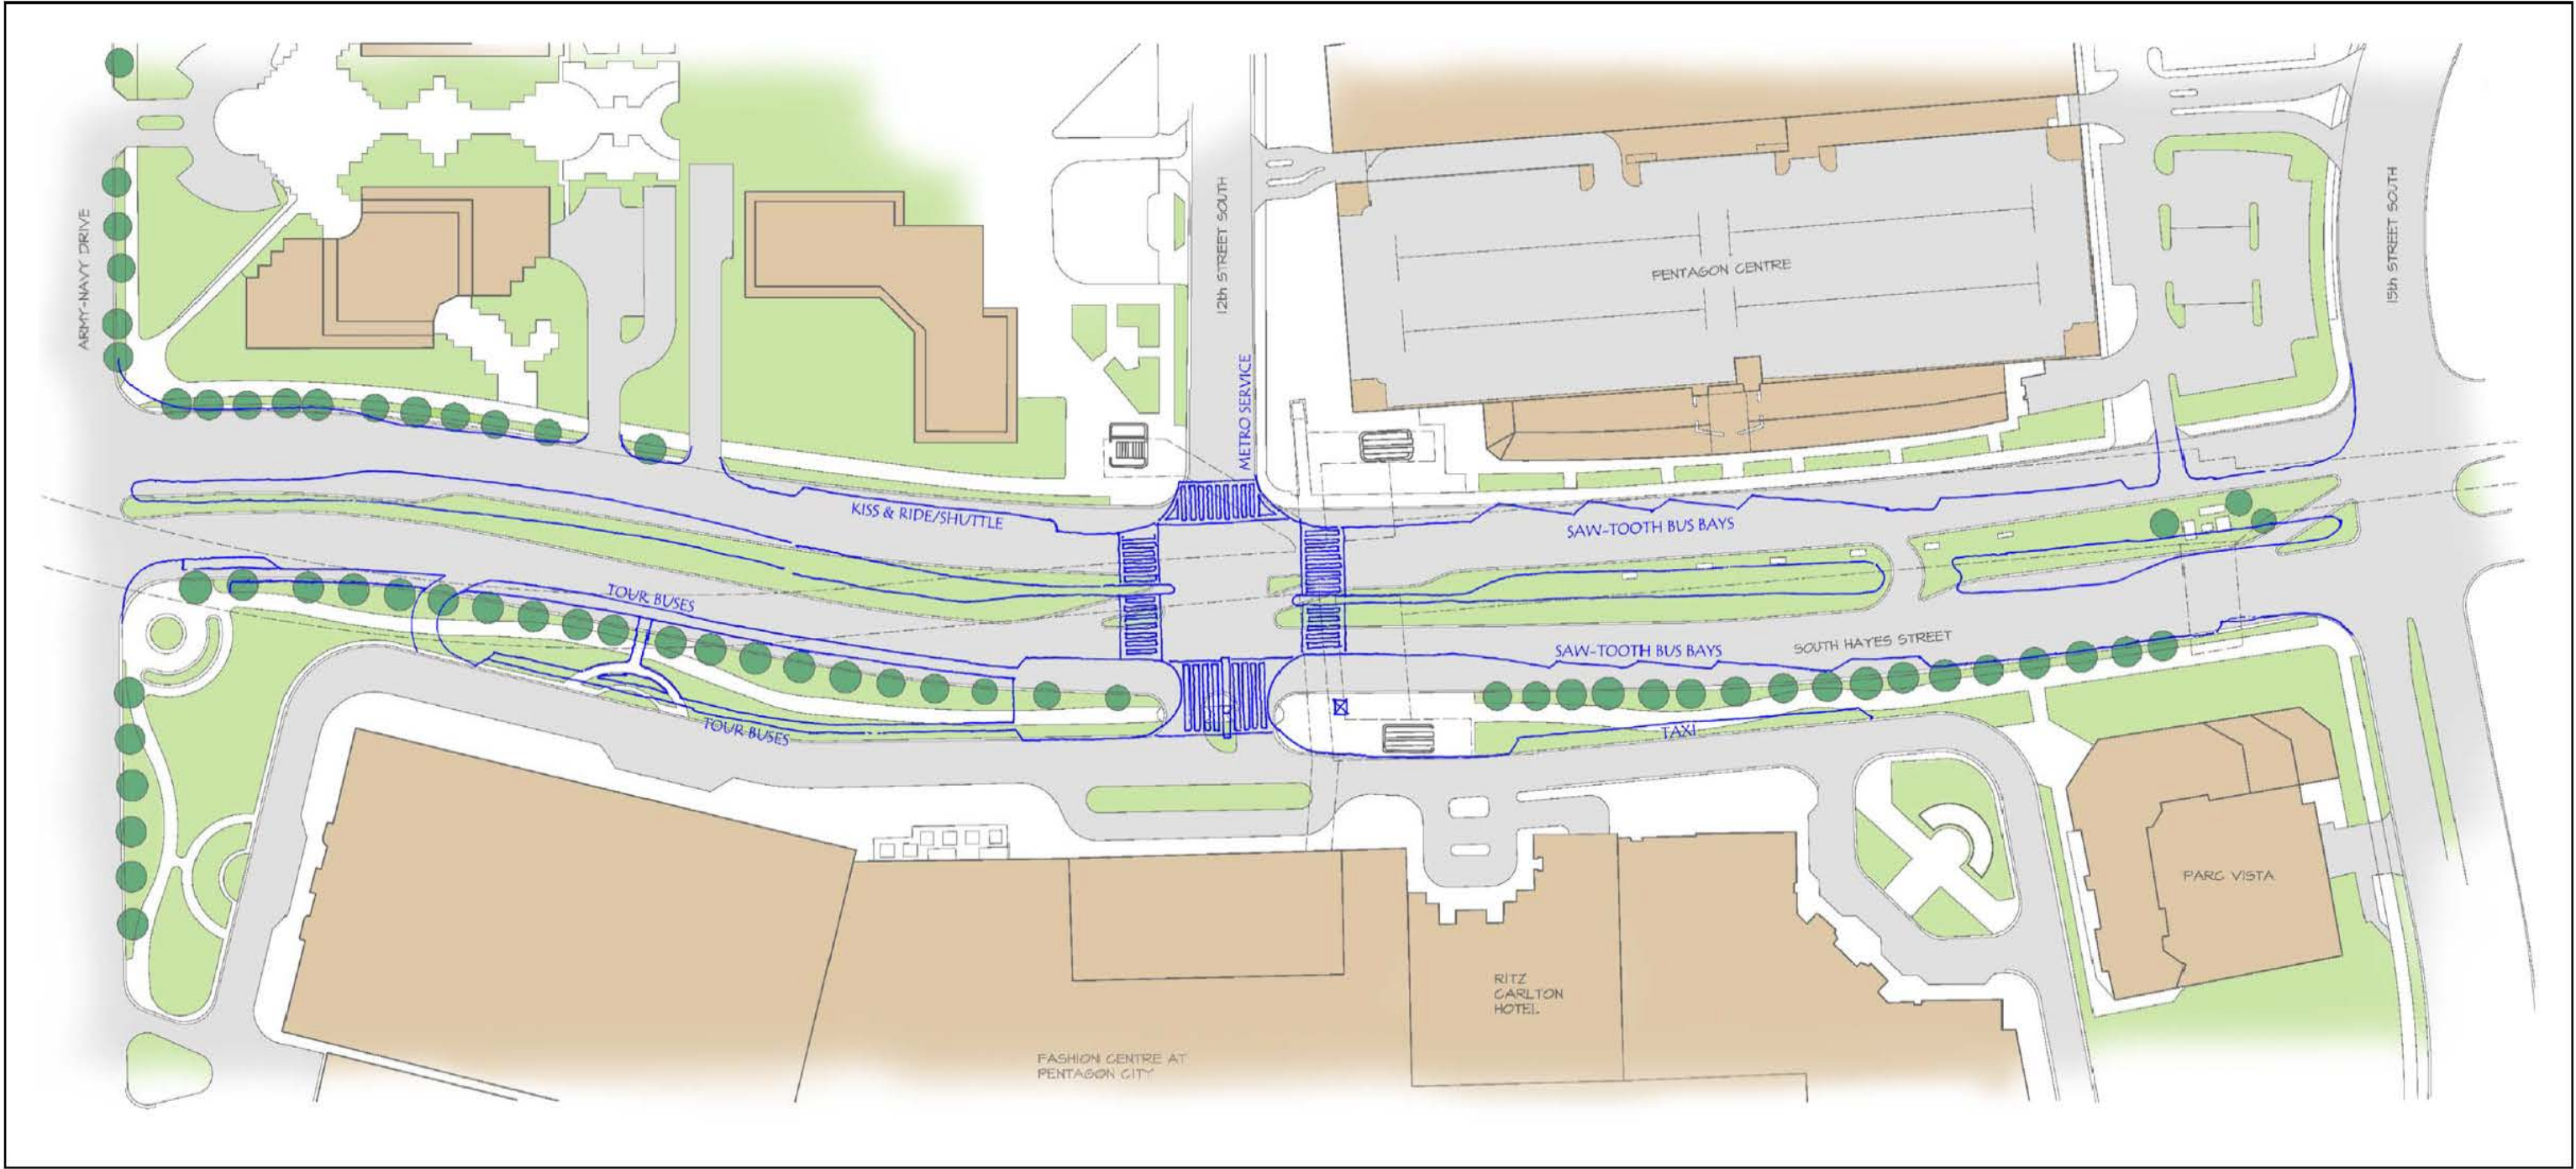 ARMY-NAVY DRIVE
12th STREET SOUTH
METRO SERVICE
PENTAGON CENTRE
15th STREET SOUTH
KISS & RIDE/SHUTTLE
SAW-TOOTH BUS BAYS
TOUR BUSES
SAW-TOOTH BUS BAYS
SOUTH HAYES STREET
TOUR BUSES
TAXI
PARC VISTA
RITZ
CARLTON
HOTEL
FASHION CENTRE AT
PENTAGON CITY